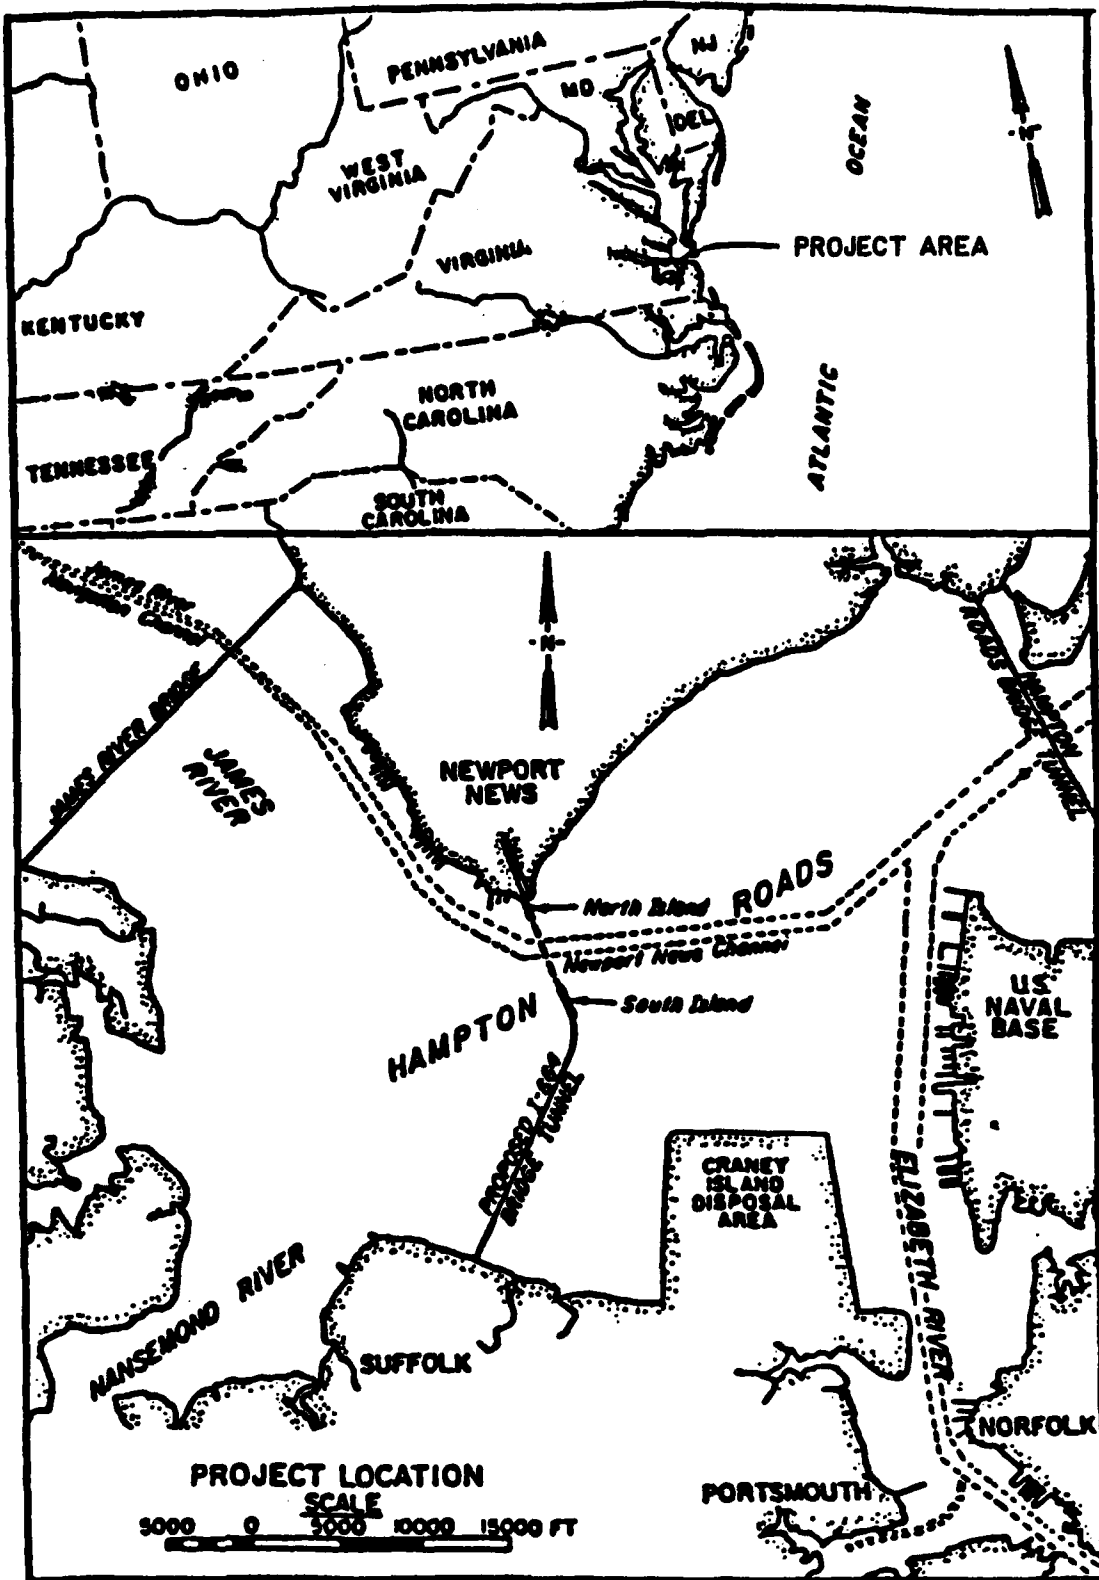 OHIO
PENNSYLVANIA
NJ
MD
DEL
OCEAN
N
WEST
VIRGINIA
VIRGINIA
PROJECT AREA
KENTUCKY
NORTH
CAROLINA
ATLANTIC
TENNESSEE
SOUTH
CAROLINA
James River
Navigation Channel
-N-
HAMPTON
ROADS BRIDGE TUNNEL
JAMES RIVER BRIDGE
JAMES
RIVER
NEWPORT
NEWS
ROADS
North Island
Newport News Channel
South Island
HAMPTON
U.S.
NAVAL
BASE
PROPOSED I-664
BRIDGE TUNNEL
CRANEY
ISLAND
DISPOSAL
AREA
ELIZABETH RIVER
NANSEMOND RIVER
SUFFOLK
NORFOLK
PORTSMOUTH
PROJECT LOCATION
SCALE
5000 0 5000 10000 15000 FT